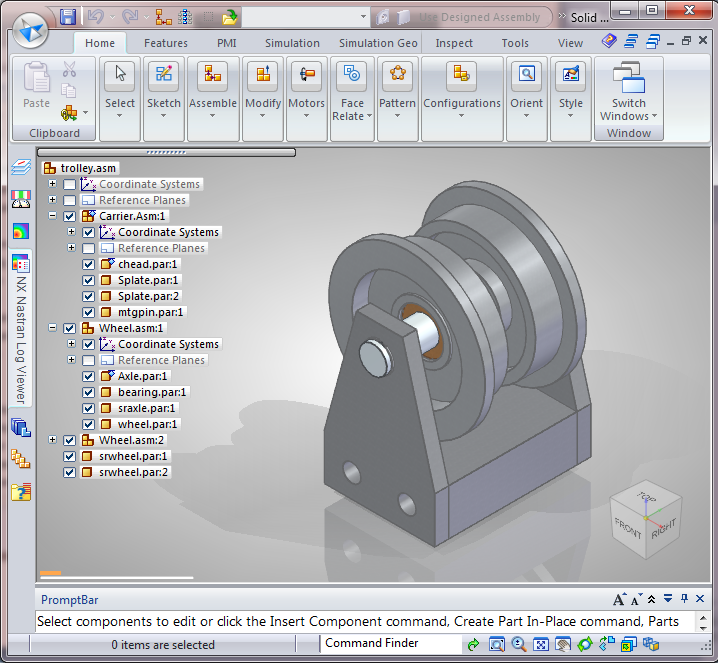 Use Designed Assembly
Solid ...
Home Features PMI Simulation Simulation Geo Inspect Tools View
Paste
Select
Sketch
Assemble
Modify
Motors
Face
Relate
Pattern
Configurations
Orient
Style
Switch
Windows
Clipboard
Window
trolley.asm
Coordinate Systems
Reference Planes
Carrier.Asm:1
Coordinate Systems
Reference Planes
chead.par:1
Splate.par:1
Splate.par:2
mtgpin.par:1
Wheel.asm:1
Coordinate Systems
Reference Planes
Axle.par:1
bearing.par:1
sraxle.par:1
wheel.par:1
Wheel.asm:2
srwheel.par:1
srwheel.par:2
NX Nastran Log Viewer
TOP
FRONT
RIGHT
PromptBar
Select components to edit or click the Insert Component command, Create Part In-Place command, Parts
0 items are selected
Command Finder